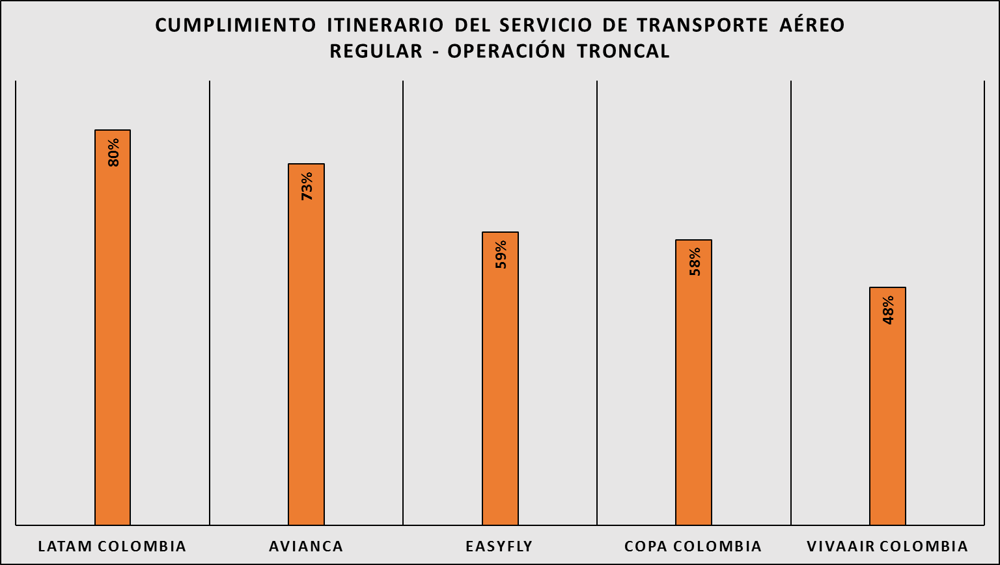 CUMPLIMIENTO ITINERARIO DEL SERVICIO DE TRANSPORTE AÉREO
REGULAR - OPERACIÓN TRONCAL
80%
73%
59%
58%
48%
LATAM COLOMBIA
AVIANCA
EASYFLY
COPA COLOMBIA
VIVAAIR COLOMBIA